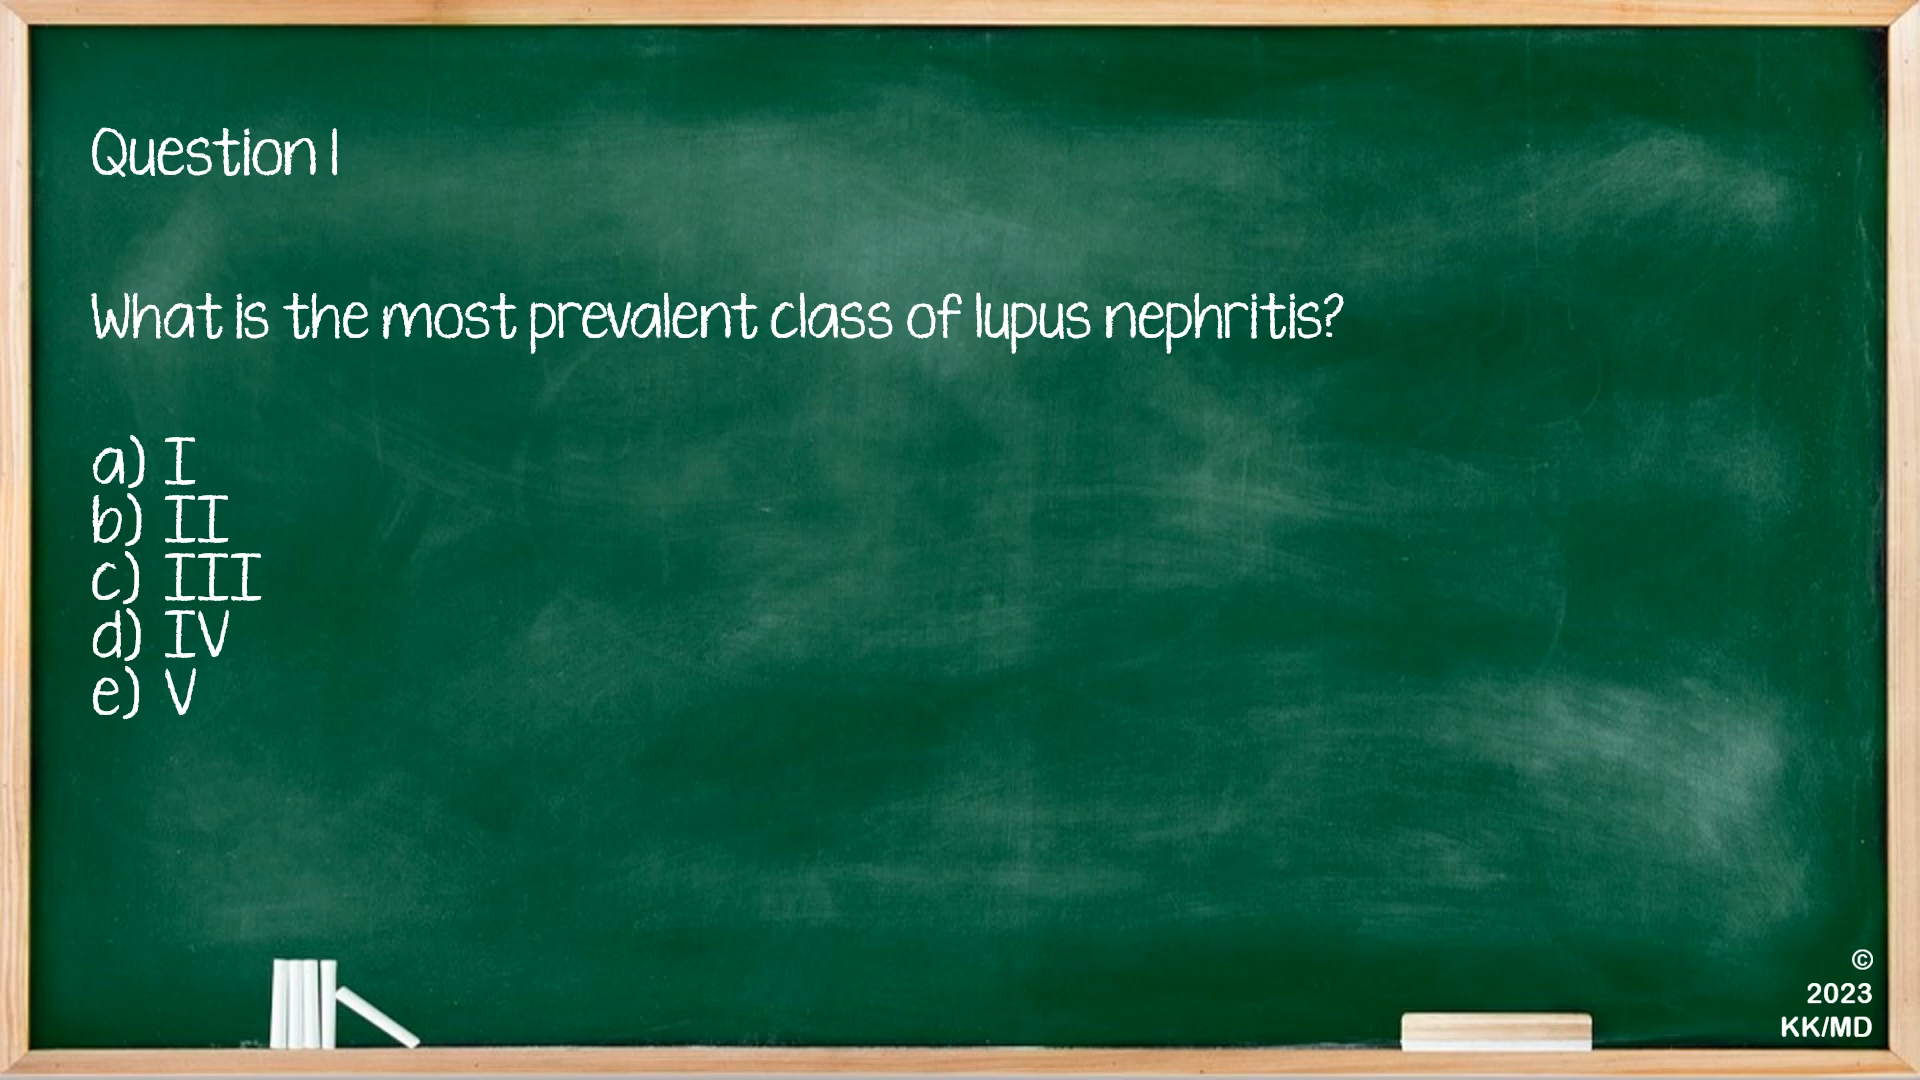 Question 1
What is the most prevalent class of lupus nephritis?
a) I
b) II
c) III
d) IV
e) V
©
2023
KK/MD